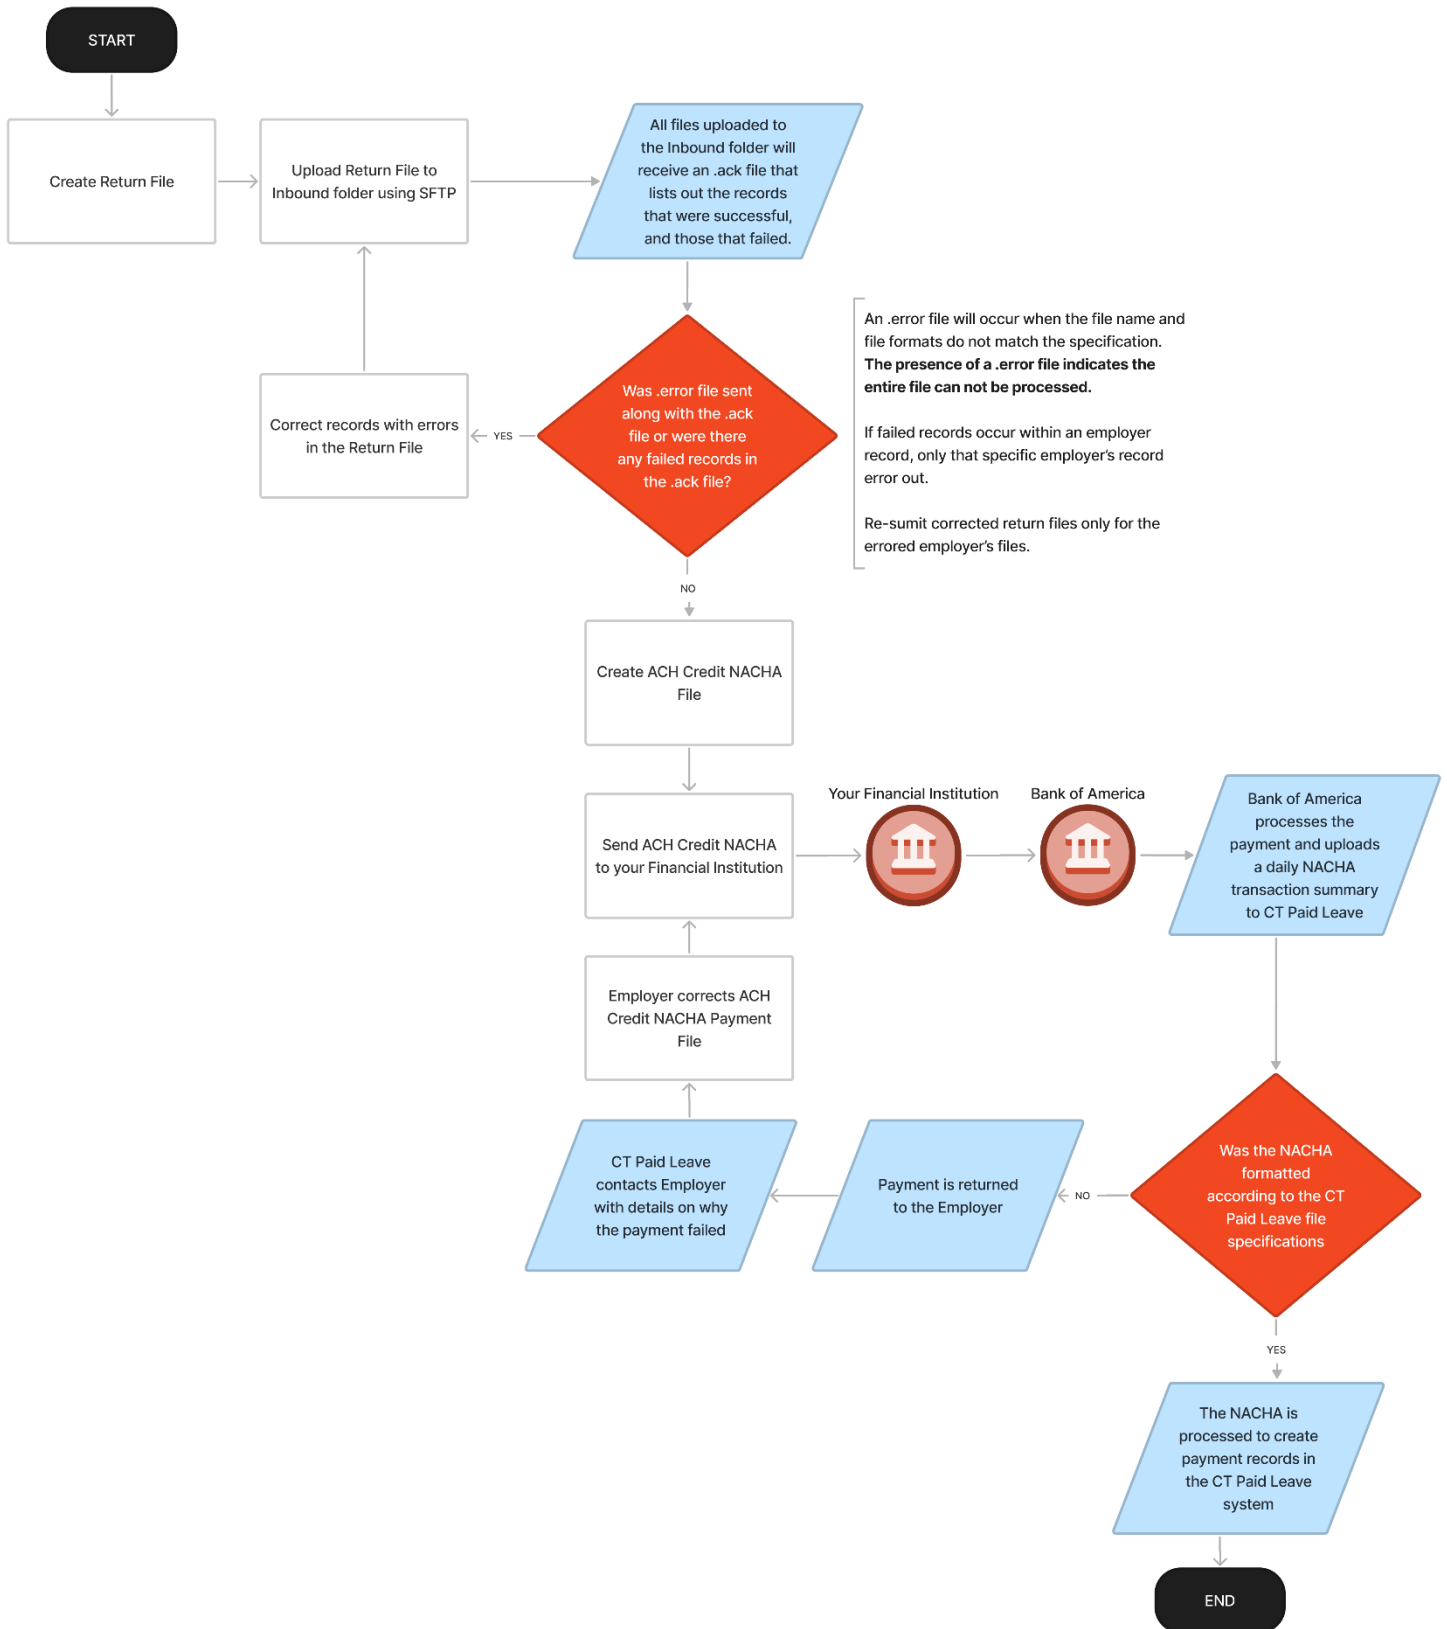 START
Create Return File
Upload Return File to
Inbound folder using SFTP
All files uploaded to
the Inbound folder will
receive an .ack file that
lists out the records
that were successful,
and those that failed.
Was .error file sent
along with the .ack
file or were there
any failed records in
the .ack file?
YES
Correct records with errors
in the Return File
An .error file will occur when the file name and
file formats do not match the specification.
The presence of a .error file indicates the
entire file can not be processed.
If failed records occur within an employer
record, only that specific employer's record
error out.
Re-sumit corrected return files only for the
errored employer's files.
NO
Create ACH Credit NACHA
File
Send ACH Credit NACHA
to your Financial Institution
Your Financial Institution
Bank of America
Bank of America
processes the
payment and uploads
a daily NACHA
transaction summary
to CT Paid Leave
Employer corrects ACH
Credit NACHA Payment
File
CT Paid Leave
contacts Employer
with details on why
the payment failed
Payment is returned
to the Employer
NO
Was the NACHA
formatted
according to the CT
Paid Leave file
specifications
YES
The NACHA is
processed to create
payment records in
the CT Paid Leave
system
END